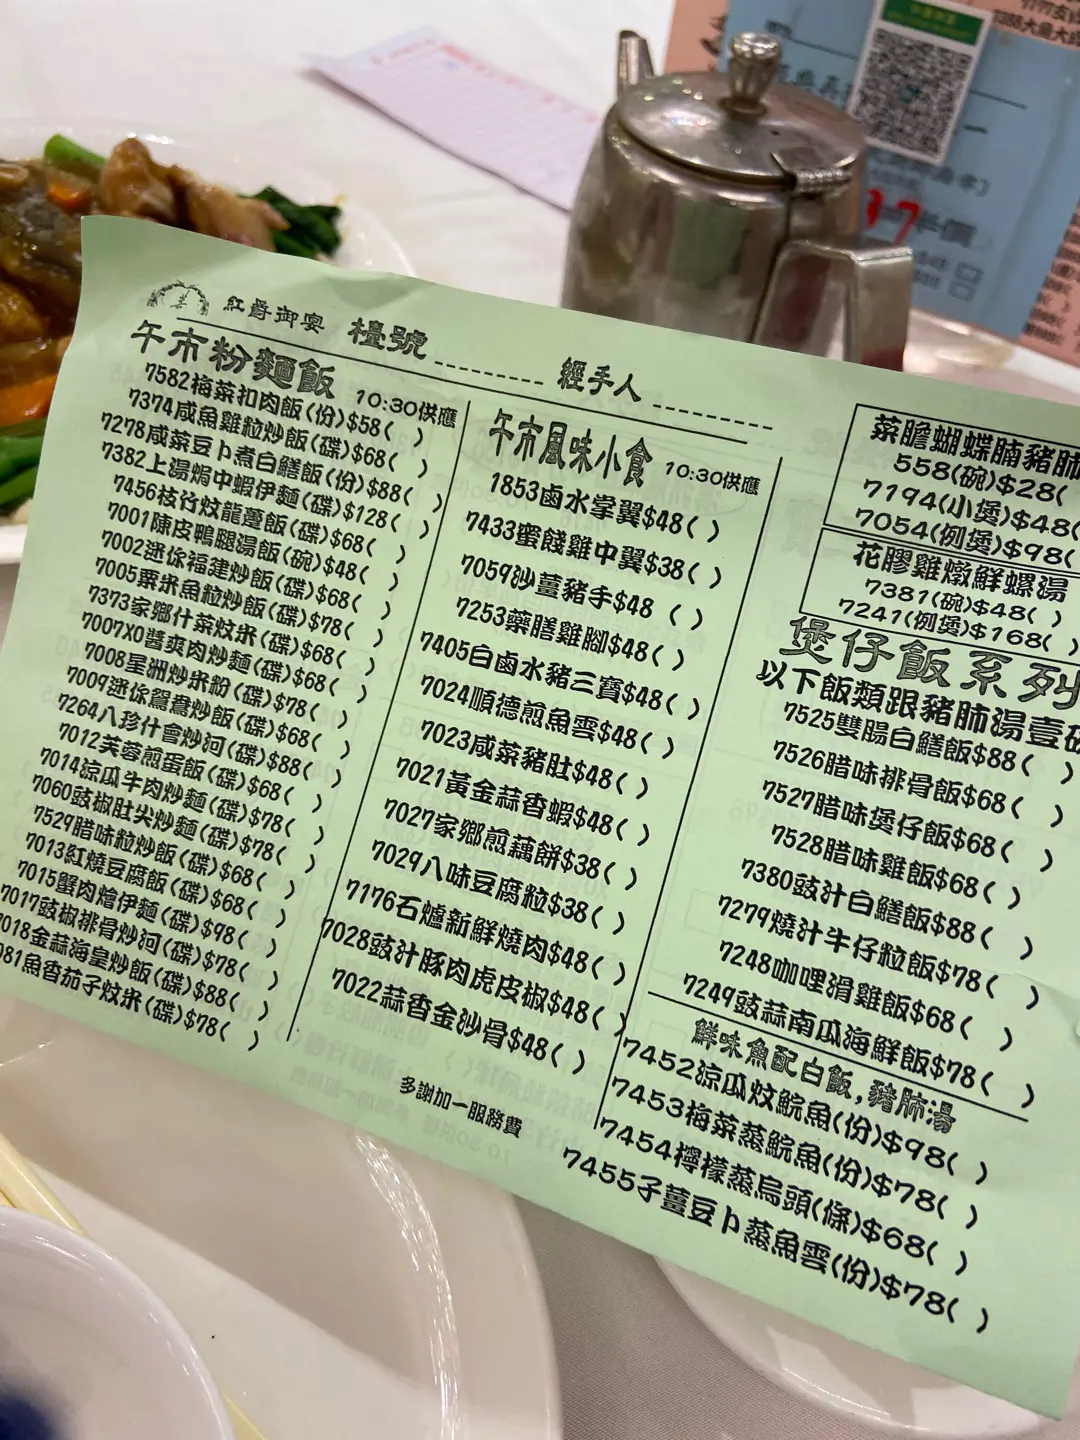 紅爵御宴 檯號
經手人
午市粉麵飯 10:30供應
7582梅菜扣肉飯(份)$58( )
7374咸魚雞粒炒飯(碟)$68( )
7278咸菜豆卜煮白鱔飯(份)$88( )
7382上湯焗中蝦伊麵(碟)$128( )
7456枝竹炆龍躉飯(碟)$68( )
7001陳皮鴨腿湯飯(碗)$48( )
7002迷你福建炒飯(碟)$68( )
7005粟米魚粒炒飯(碟)$78( )
7373家鄉什菜炆米(碟)$68( )
7007XO醬爽肉炒麵(碟)$68( )
7008星洲炒米粉(碟)$78( )
7009迷你鴛鴦炒飯(碟)$68( )
7264八珍什會炒河(碟)$88( )
7012芙蓉煎蛋飯(碟)$68( )
7014涼瓜牛肉炒麵(碟)$78( )
7060豉椒肚尖炒麵(碟)$78( )
7529腊味粒炒飯(碟)$68( )
7013紅燒豆腐飯(碟)$68( )
7015蟹肉燴伊麵(碟)$98( )
7017豉椒排骨炒河(碟)$78( )
018金蒜海皇炒飯(碟)$88( )
081魚香茄子炆米(碟)$78( )
午市風味小食 10:30供應
1853鹵水掌翼$48( )
7433蜜餞雞中翼$38( )
7059沙薑豬手$48 ( )
7253藥膳雞腳$48( )
7405白鹵水豬三寶$48( )
7024順德煎魚雲$48( )
7023咸菜豬肚$48( )
7021黃金蒜香蝦$48( )
7027家鄉煎藕餅$38( )
7029八味豆腐粒$38( )
7176石爐新鮮燒肉$48( )
7028豉汁豚肉虎皮椒$48( )
7022蒜香金沙骨$48( )
多謝加一服務費
菜膽蝴蝶腩豬肺
558(碗)$28(
7194(小煲)$48(
7054(例煲)$98(
花膠雞燉鮮螺湯
7381(碗)$48( )
7241(例煲)$168( )
煲仔飯系列
以下飯類跟豬肺湯壹
7525雙腸白鱔飯$88( )
7526腊味排骨飯$68( )
7527腊味煲仔飯$68( )
7528腊味雞飯$68( )
7380豉汁白鱔飯$88( )
7279燒汁牛仔粒飯$78( )
7248咖喱滑雞飯$68( )
7249豉蒜南瓜海鮮飯$78( )
鮮味魚配白飯,豬肺湯
7452涼瓜炆鯇魚(份)$98( )
7453梅菜蒸鯇魚(份)$78( )
7454檸檬蒸烏頭(條)$68( )
7455子薑豆卜蒸魚雲(份)$78( )
半價